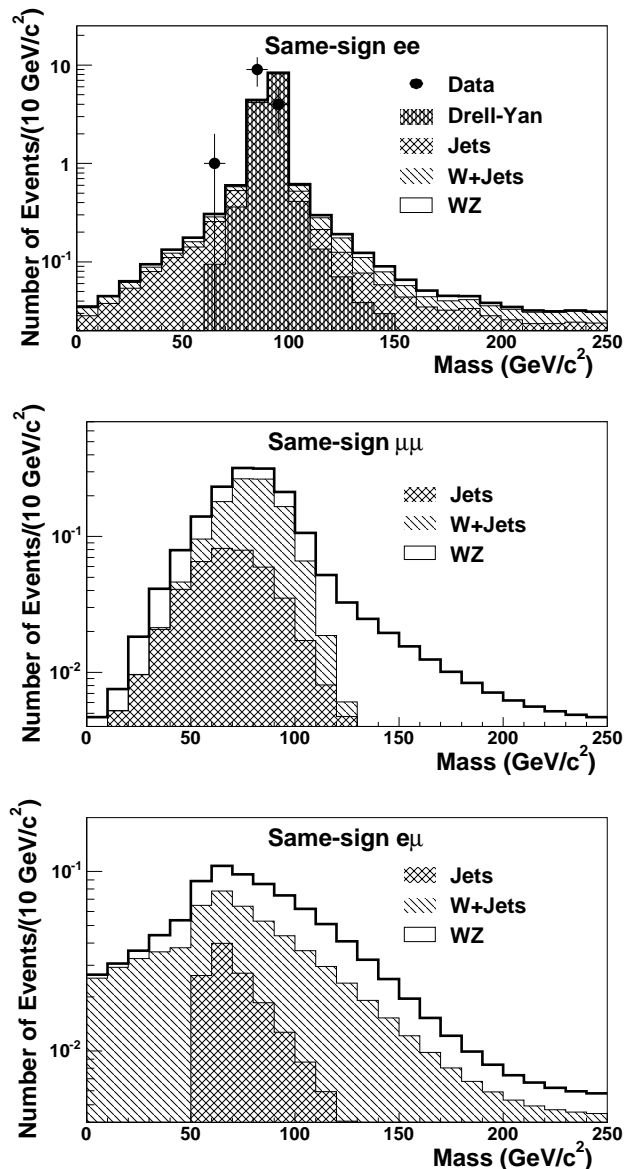 Same-sign ee
Number of Events/(10 GeV/c²)
10
1
10⁻¹
Data
Drell-Yan
Jets
W+Jets
WZ
0 50 100 150 200 250
Mass (GeV/c²)
Same-sign μμ
Number of Events/(10 GeV/c²)
10⁻¹
10⁻²
Jets
W+Jets
WZ
0 50 100 150 200 250
Mass (GeV/c²)
Same-sign eμ
Number of Events/(10 GeV/c²)
10⁻¹
10⁻²
Jets
W+Jets
WZ
0 50 100 150 200 250
Mass (GeV/c²)